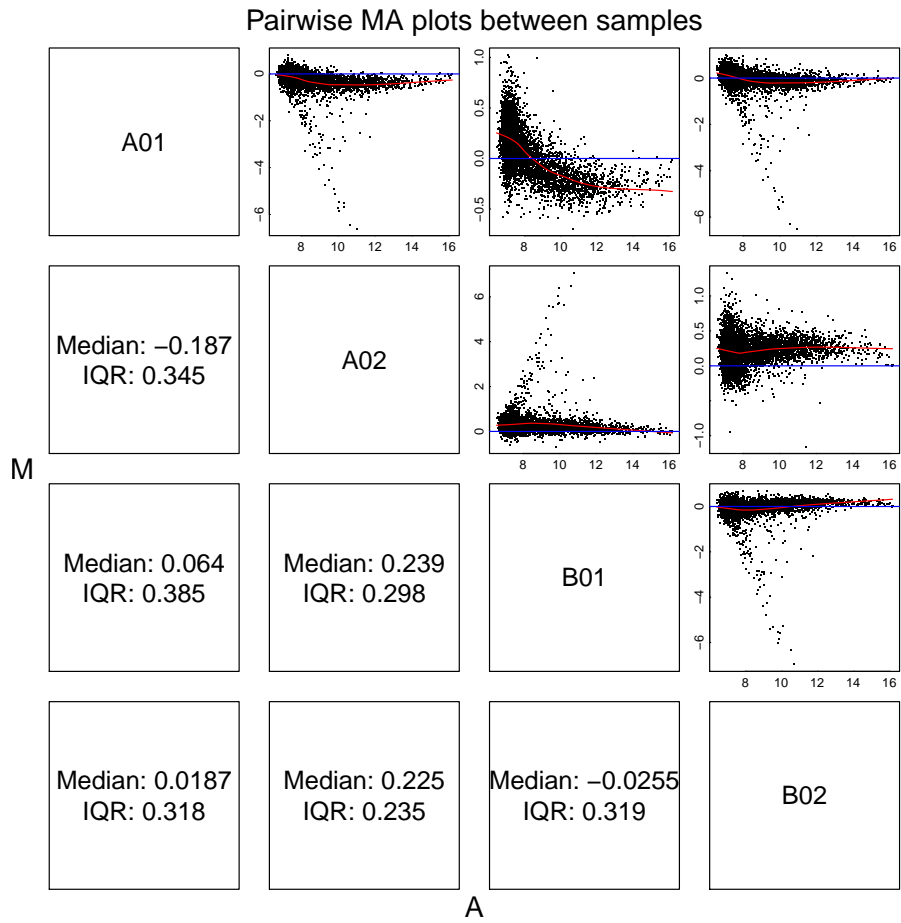 Pairwise MA plots between samples
A01
0
−2
−4
−6
8 10 12 14 16
1.0
0.5
0.0
−0.5
8 10 12 14 16
0
−2
−4
−6
8 10 12 14 16
Median: −0.187
IQR: 0.345
A02
6
4
2
0
8 10 12 14 16
1.0
0.5
0.0
−1.0
8 10 12 14 16
M
Median: 0.064
IQR: 0.385
Median: 0.239
IQR: 0.298
B01
0
−2
−4
−6
8 10 12 14 16
Median: 0.0187
IQR: 0.318
Median: 0.225
IQR: 0.235
Median: −0.0255
IQR: 0.319
B02
A